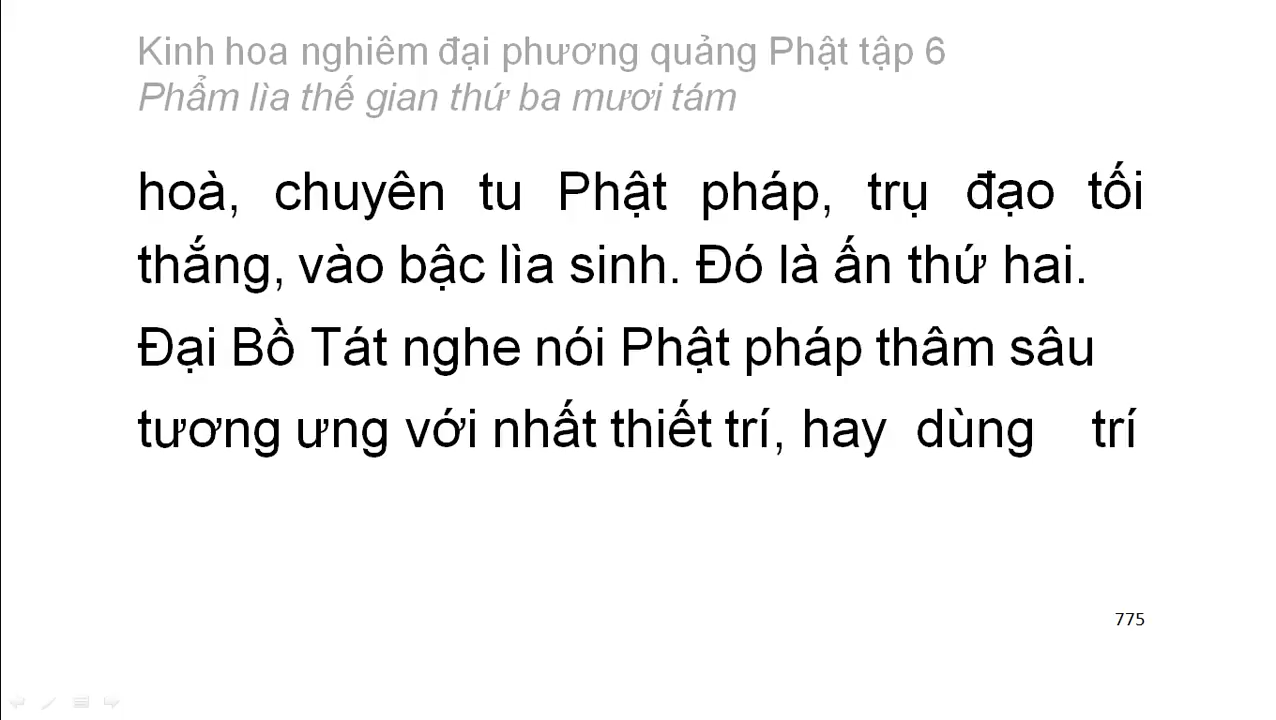 Kinh hoa nghiêm đại phương quảng Phật tập 6
Phẩm lìa thế gian thứ ba mươi tám
hoà, chuyên tu Phật pháp, trụ đạo tối
thắng, vào bậc lìa sinh. Đó là ấn thứ hai.
Đại Bồ Tát nghe nói Phật pháp thâm sâu
tương ưng với nhất thiết trí, hay dùng trí
775